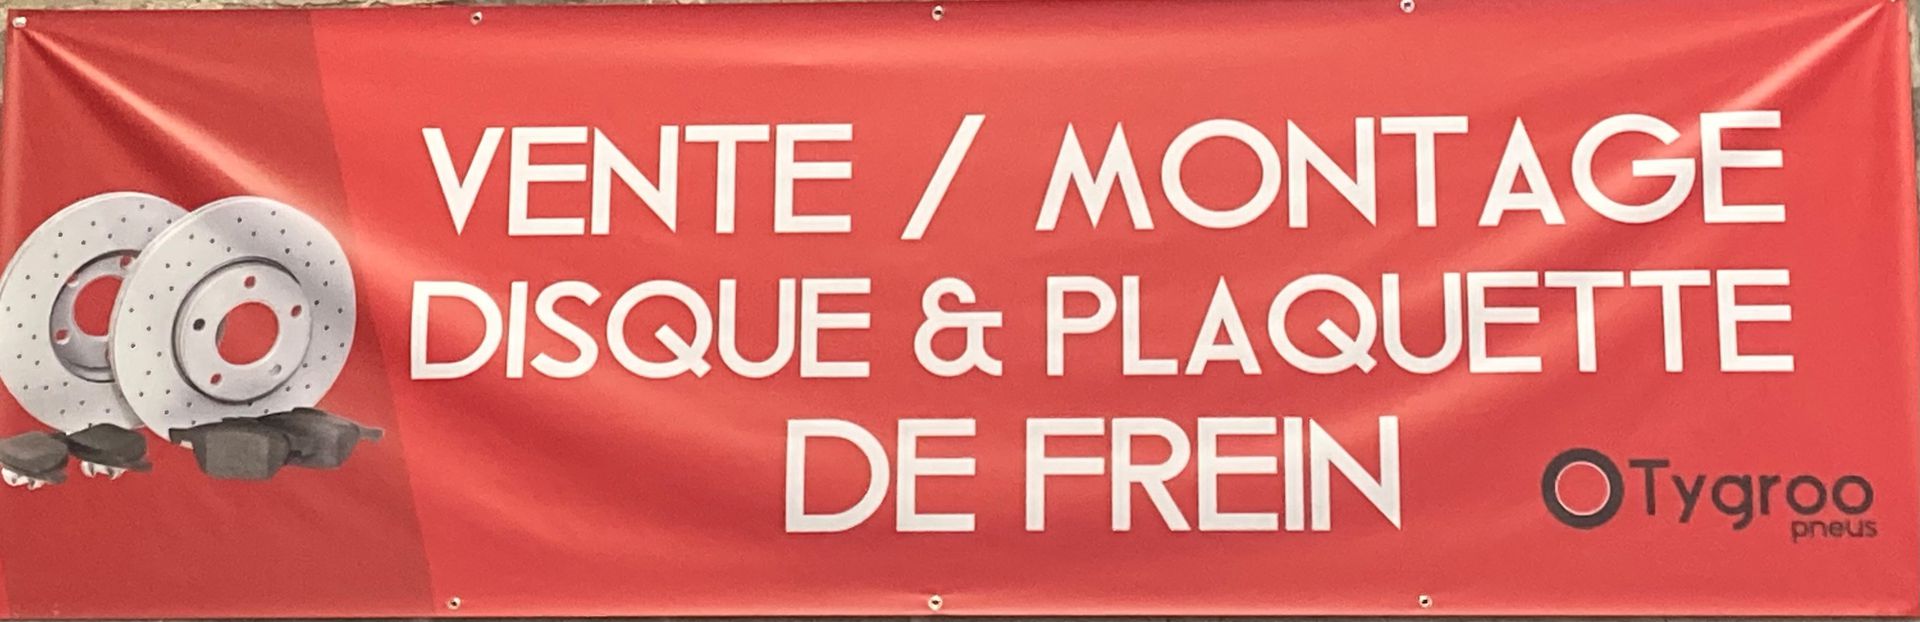 VENTE / MONTAGE
DISQUE & PLAQUETTE
DE FREIN
Tygroo
pneus